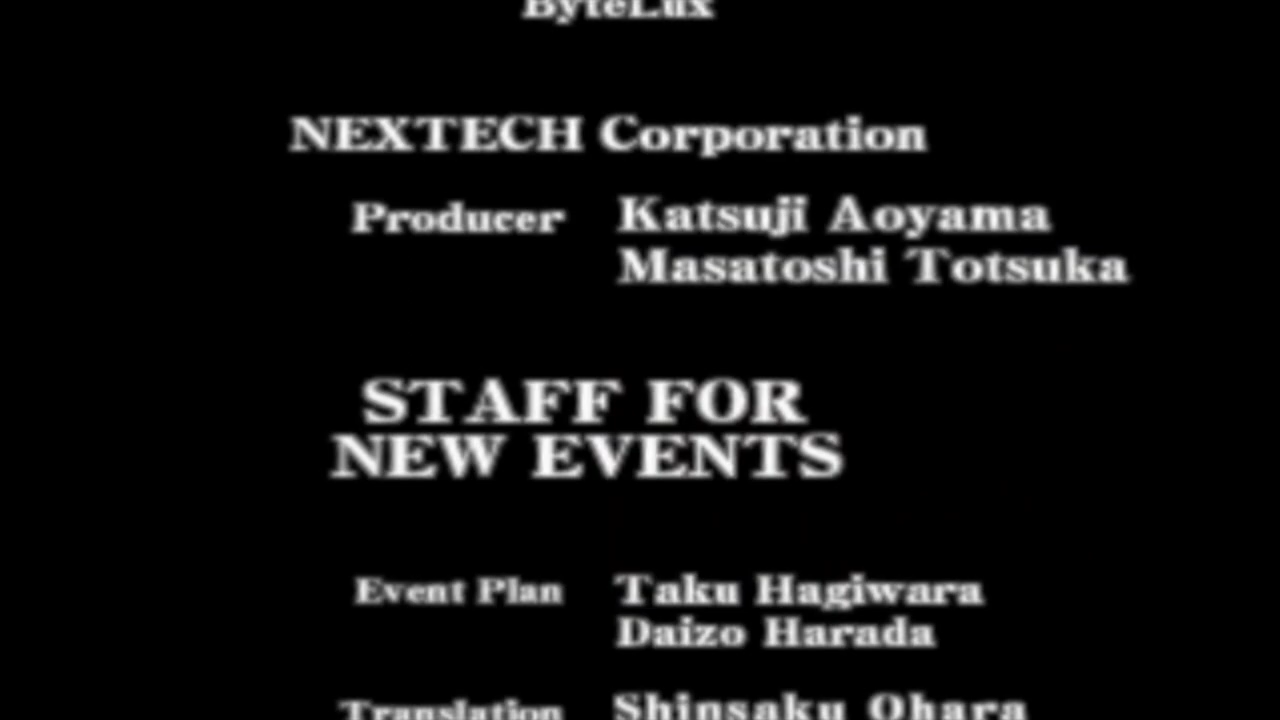 ByteLux
NEXTECH Corporation
Producer Katsuji Aoyama
Masatoshi Totsuka
STAFF FOR
NEW EVENTS
Event Plan Taku Hagiwara
Daizo Harada
Translation Shinsaku Ohara